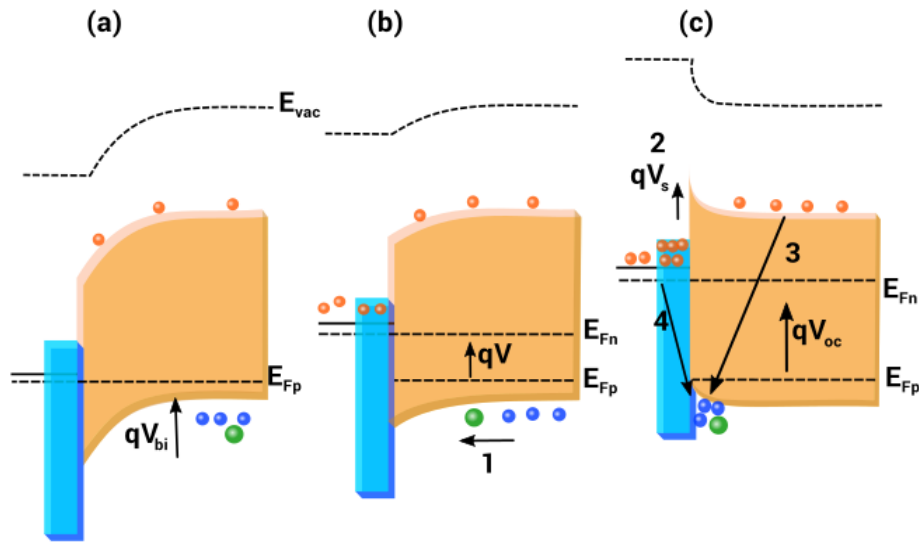 (a)
(b)
(c)
E_vac
2
qV_s
3
E_Fn
E_Fn
4
qV
qV_oc
E_Fp
E_Fp
E_Fp
qV_bi
1